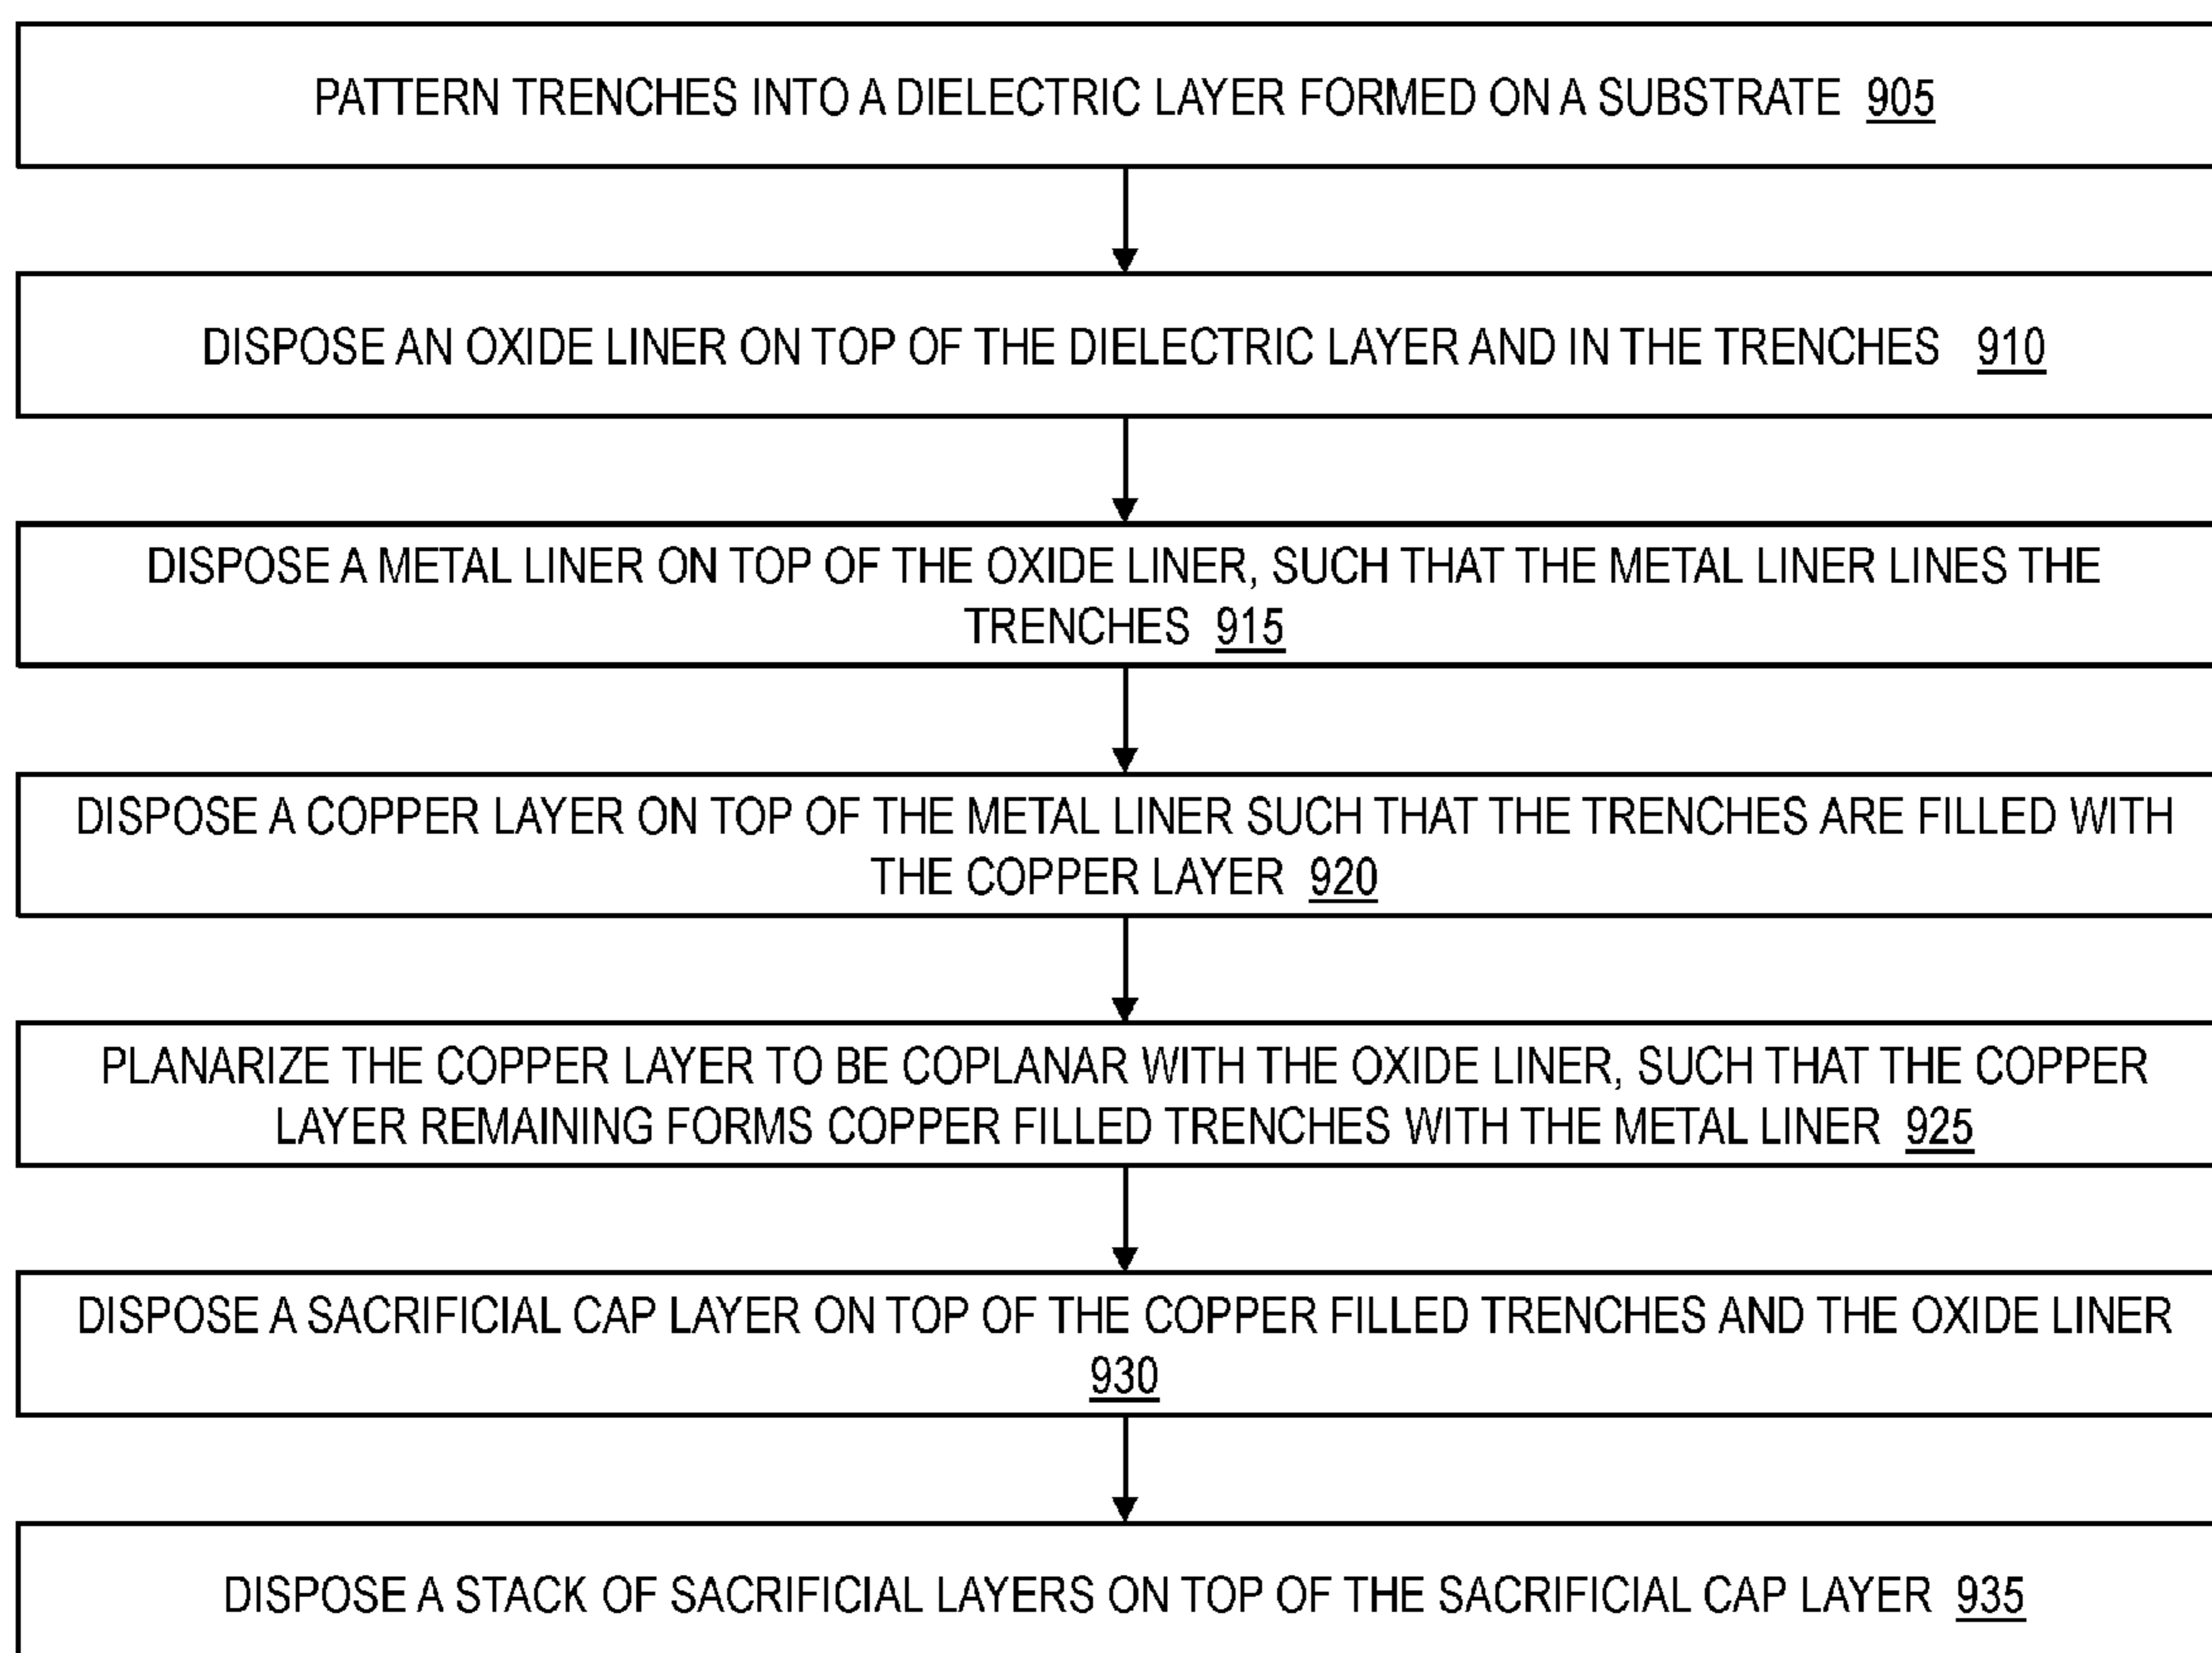 PATTERN TRENCHES INTO A DIELECTRIC LAYER FORMED ON A SUBSTRATE 905
DISPOSE AN OXIDE LINER ON TOP OF THE DIELECTRIC LAYER AND IN THE TRENCHES 910
DISPOSE A METAL LINER ON TOP OF THE OXIDE LINER, SUCH THAT THE METAL LINER LINES THE
TRENCHES 915
DISPOSE A COPPER LAYER ON TOP OF THE METAL LINER SUCH THAT THE TRENCHES ARE FILLED WITH
THE COPPER LAYER 920
PLANARIZE THE COPPER LAYER TO BE COPLANAR WITH THE OXIDE LINER, SUCH THAT THE COPPER
LAYER REMAINING FORMS COPPER FILLED TRENCHES WITH THE METAL LINER 925
DISPOSE A SACRIFICIAL CAP LAYER ON TOP OF THE COPPER FILLED TRENCHES AND THE OXIDE LINER
930
DISPOSE A STACK OF SACRIFICIAL LAYERS ON TOP OF THE SACRIFICIAL CAP LAYER 935